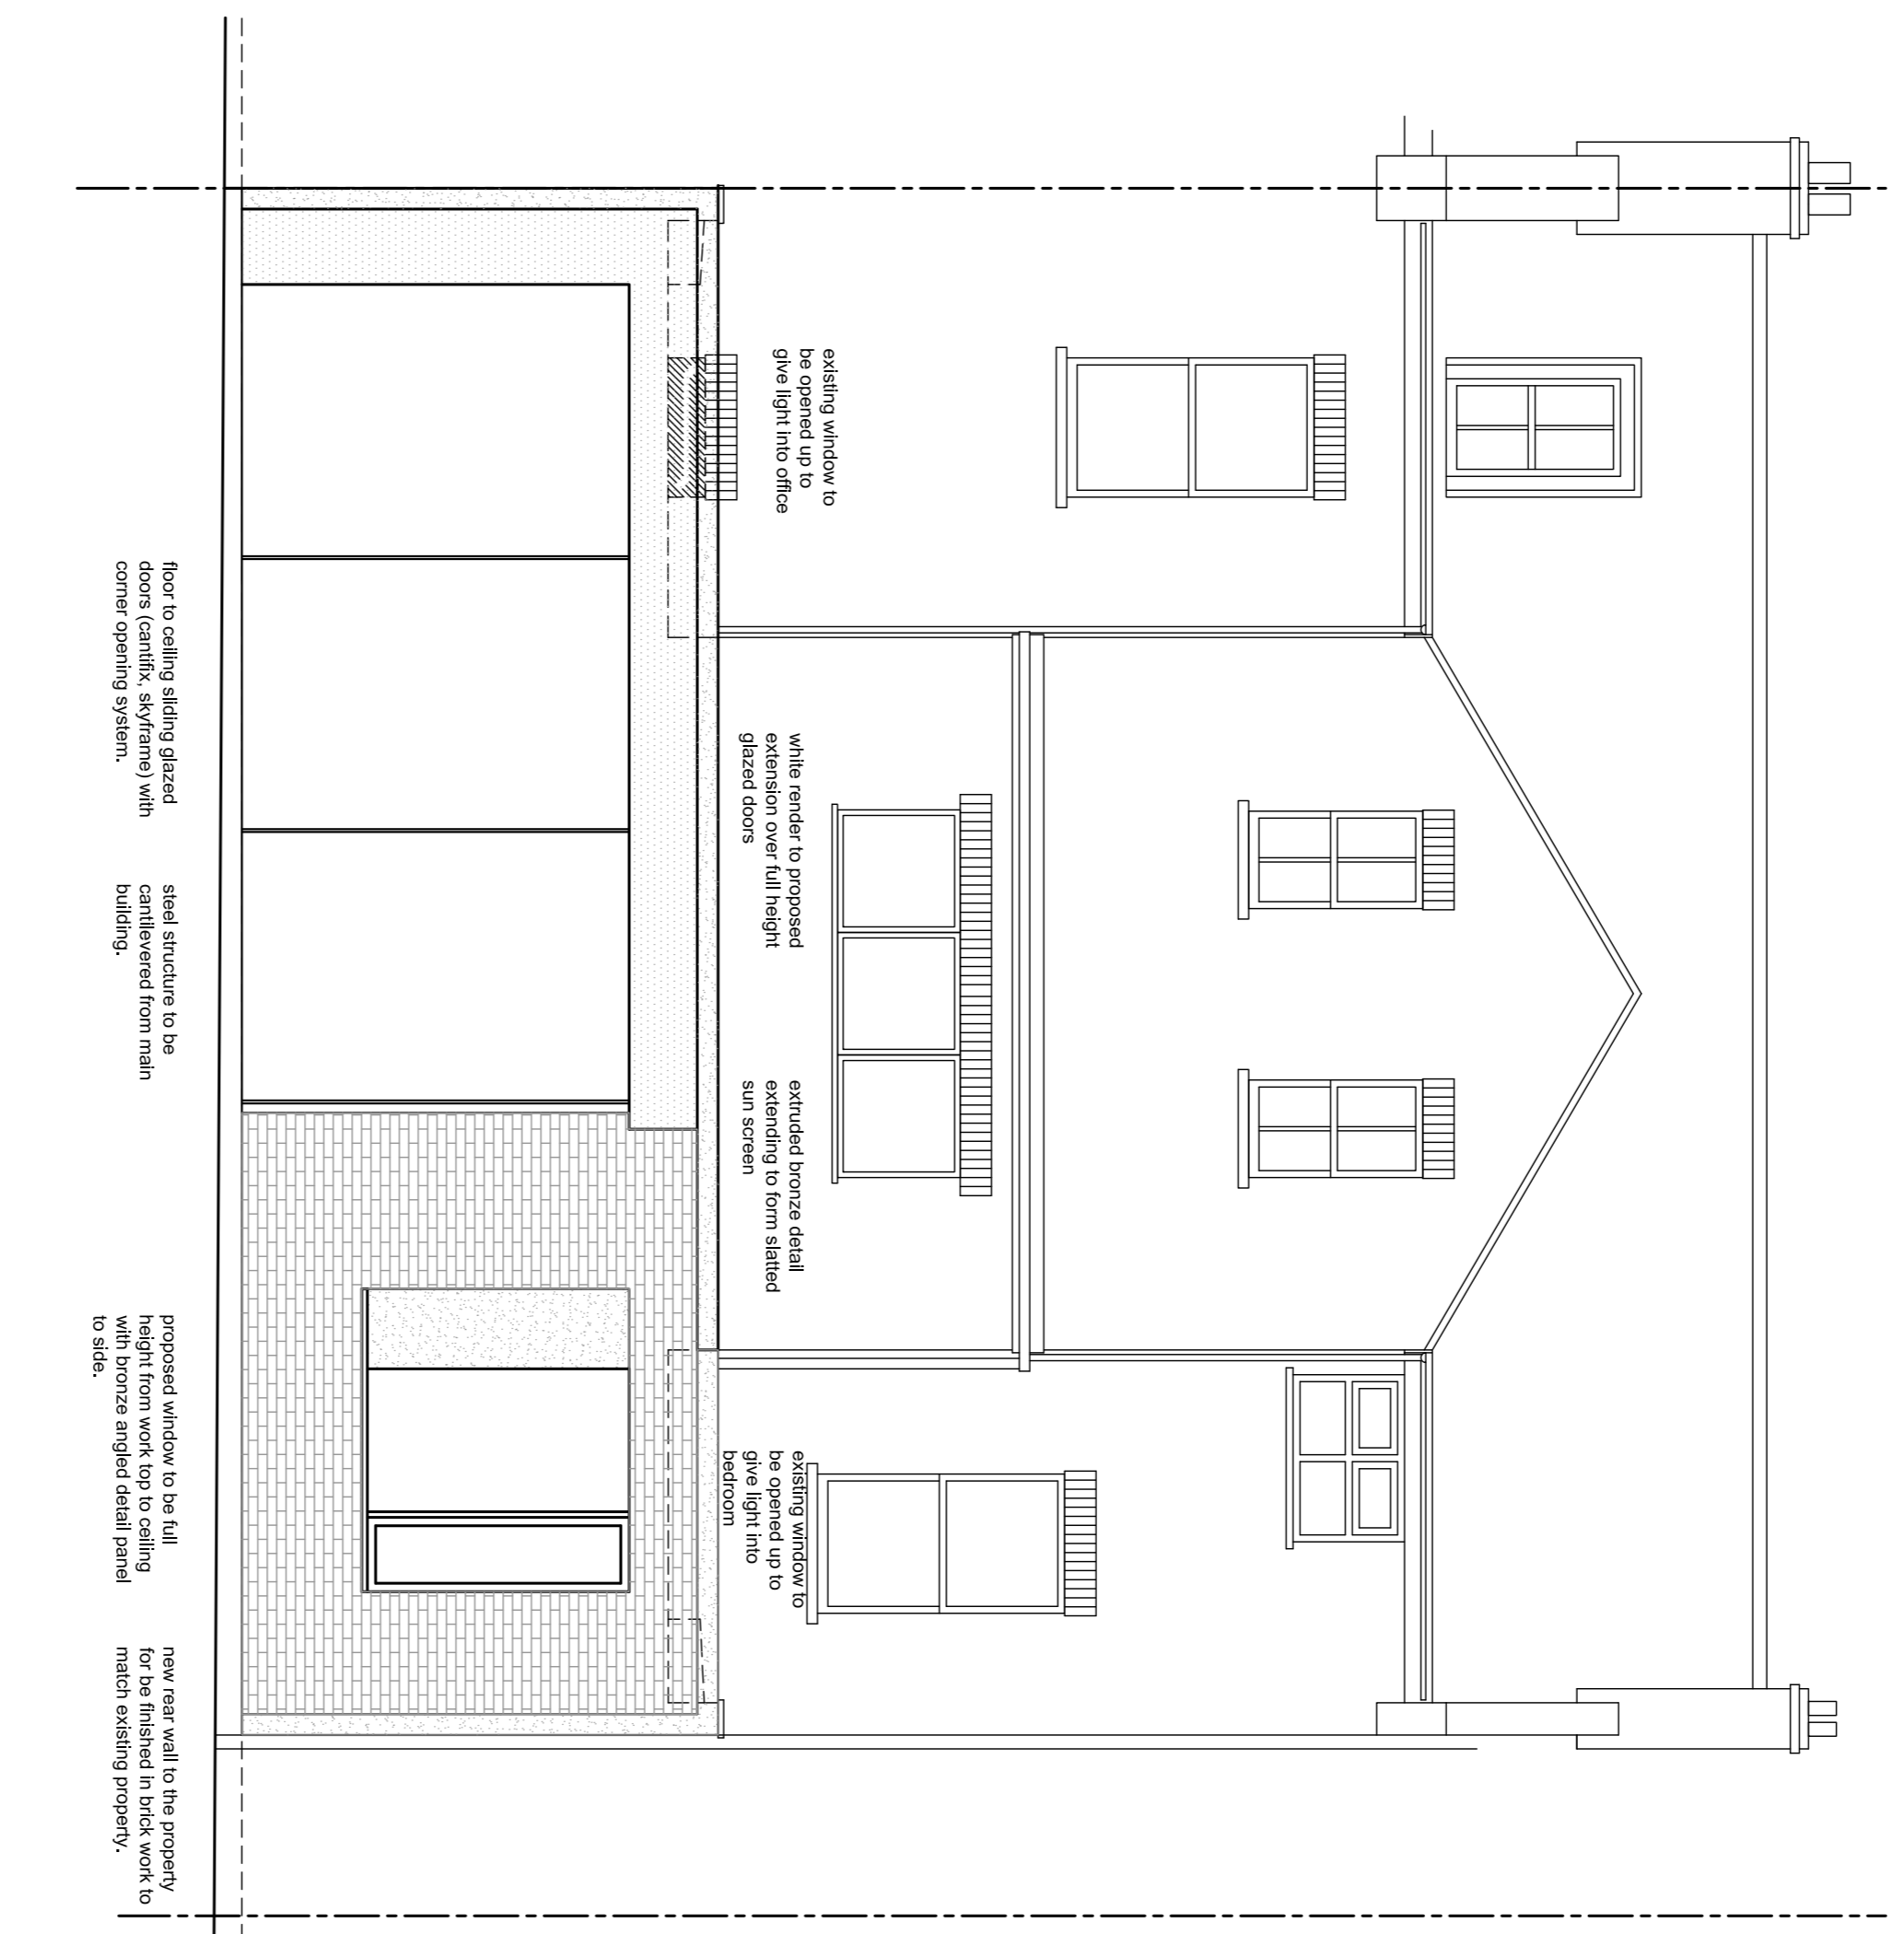 existing window to
be opened up to
give light into office
white render to proposed
extension over full height
glazed doors
extruded bronze detail
extending to form slatted
sun screen
existing window to
be opened up to
give light into
bedroom
floor to ceiling sliding glazed
doors (cantifix, skyframe) with
corner opening system.
steel structure to be
cantilevered from main
building.
proposed window to be full
height from work top to ceiling
with bronze angled detail panel
to side.
new rear wall to the property
for be finished in brick work to
match existing property.